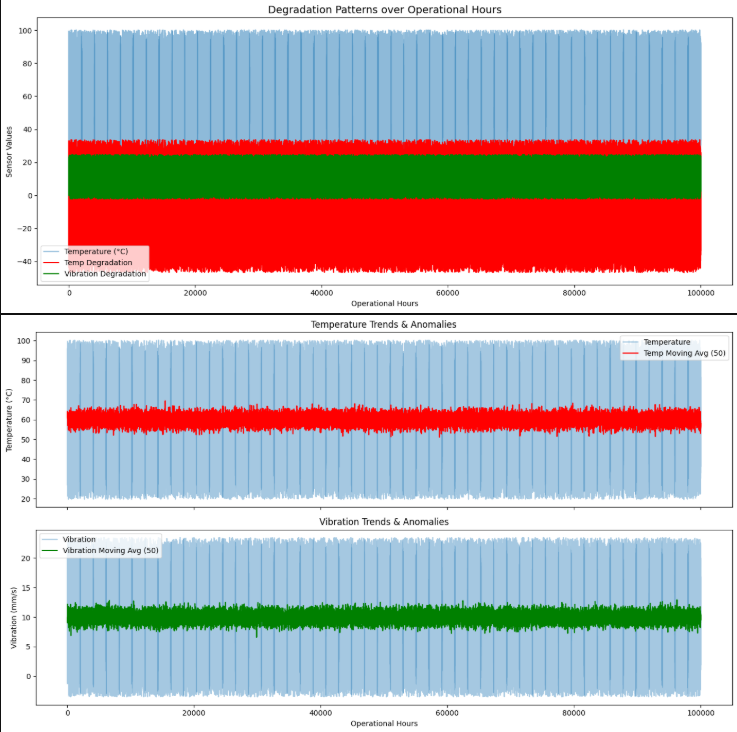 Degradation Patterns over Operational Hours
100
80
60
40
20
0
−20
−40
Sensor Values
Temperature (°C)
Temp Degradation
Vibration Degradation
0 20000 40000 60000 80000 100000
Operational Hours
Temperature Trends & Anomalies
100
90
80
70
60
50
40
30
20
Temperature (°C)
Temperature
Temp Moving Avg (50)
Vibration Trends & Anomalies
20
15
10
5
0
Vibration (mm/s)
Vibration
Vibration Moving Avg (50)
0 20000 40000 60000 80000 100000
Operational Hours